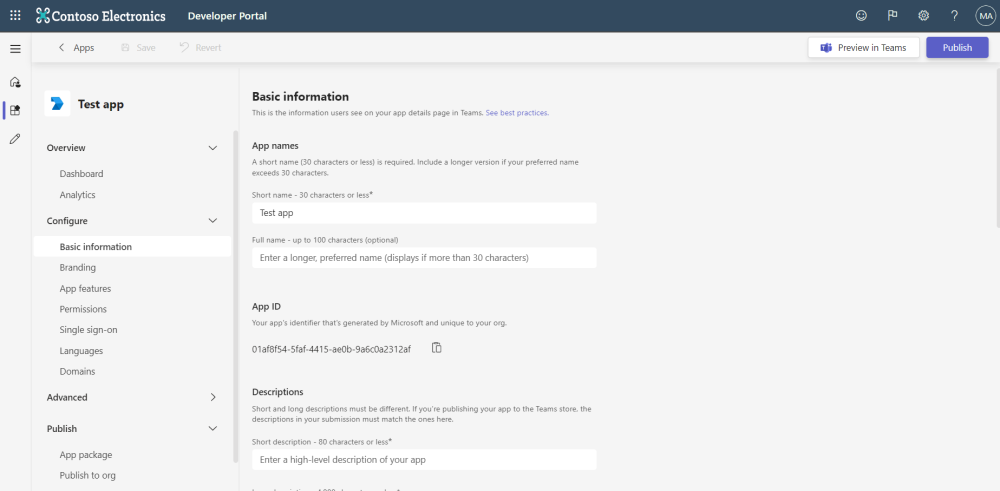 Contoso Electronics
Developer Portal
MA
Apps
Save
Revert
Preview in Teams
Publish
Test app
Overview
Dashboard
Analytics
Configure
Basic information
Branding
App features
Permissions
Single sign-on
Languages
Domains
Advanced
Publish
App package
Publish to org
Basic information
This is the information users see on your app details page in Teams. See best practices.
App names
A short name (30 characters or less) is required. Include a longer version if your preferred name
exceeds 30 characters.
Short name - 30 characters or less*
Test app
Full name - up to 100 characters (optional)
Enter a longer, preferred name (displays if more than 30 characters)
App ID
Your app's identifier that's generated by Microsoft and unique to your org.
01af8f54-5faf-4415-ae0b-9a6c0a2312af
Descriptions
Short and long descriptions must be different. If you're publishing your app to the Teams store, the
descriptions in your submission must match the ones here.
Short description - 80 characters or less*
Enter a high-level description of your app